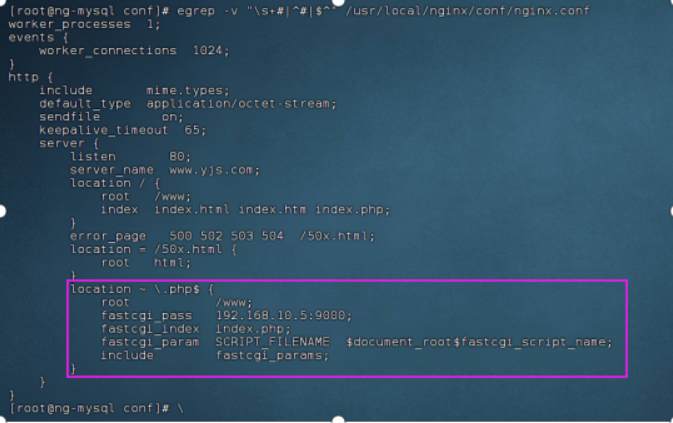 [root@ng-mysql conf]# egrep -v "\s+#|^#|$^" /usr/local/nginx/conf/nginx.conf
worker_processes  1;
events {
    worker_connections  1024;
}
http {
    include       mime.types;
    default_type  application/octet-stream;
    sendfile        on;
    keepalive_timeout  65;
    server {
        listen       80;
        server_name  www.yjs.com;
        location / {
            root   /www;
            index  index.html index.htm index.php;
        }
        error_page   500 502 503 504  /50x.html;
        location = /50x.html {
            root   html;
        }
        location ~ \.php$ {
            root           /www;
            fastcgi_pass   192.168.10.5:9000;
            fastcgi_index  index.php;
            fastcgi_param  SCRIPT_FILENAME  $document_root$fastcgi_script_name;
            include        fastcgi_params;
        }
    }
}
[root@ng-mysql conf]# \